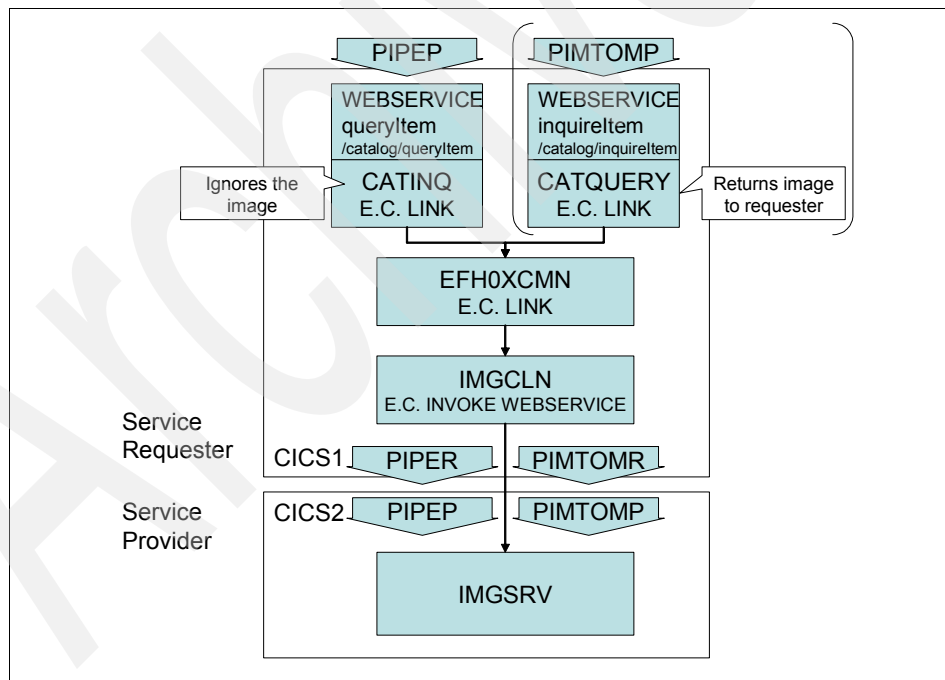 PIPEP
PIMTOMP
WEBSERVICE
queryItem
/catalog/queryItem
WEBSERVICE
inquireItem
/catalog/inquireItem
Ignores the
image
CATINQ
E.C. LINK
CATQUERY
E.C. LINK
Returns image
to requester
EFH0XCMN
E.C. LINK
IMGCLN
E.C. INVOKE WEBSERVICE
Service
Requester
CICS1
PIPER
PIMTOMR
Service
Provider
CICS2
PIPEP
PIMTOMP
IMGSRV